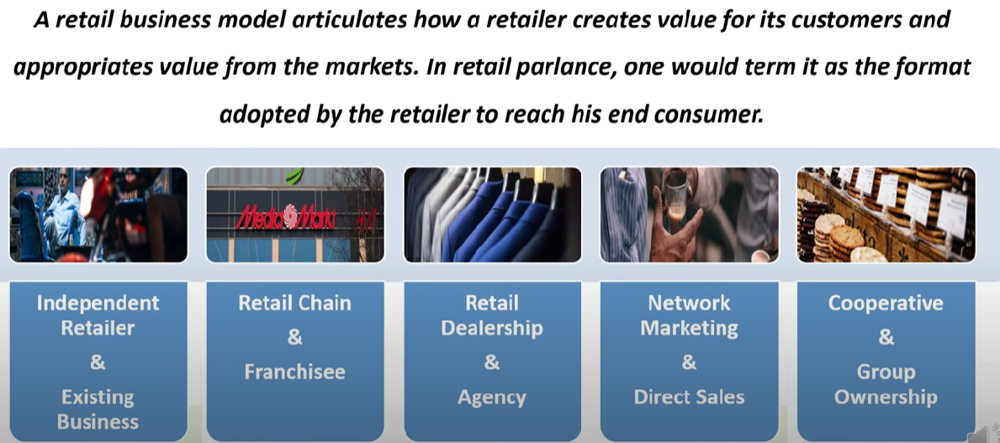 A retail business model articulates how a retailer creates value for its customers and
appropriates value from the markets. In retail parlance, one would term it as the format
adopted by the retailer to reach his end consumer.
MediaMarkt
Independent
Retailer
&
Existing
Business
Retail Chain
&
Franchisee
Retail
Dealership
&
Agency
Network
Marketing
&
Direct Sales
Cooperative
&
Group
Ownership